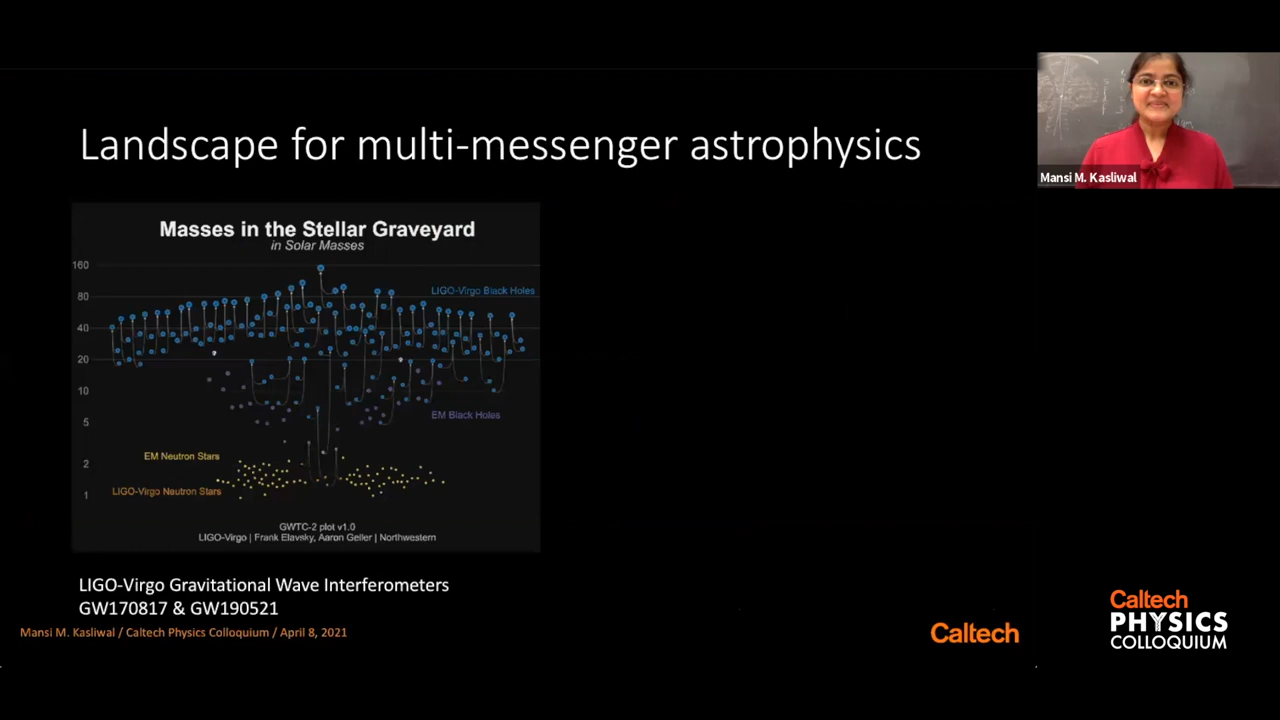 Landscape for multi-messenger astrophysics
Mansi M. Kasliwal
Masses in the Stellar Graveyard
in Solar Masses
160
80
40
20
10
5
2
1
LIGO-Virgo Black Holes
EM Black Holes
EM Neutron Stars
LIGO-Virgo Neutron Stars
GWTC-2 plot v1.0
LIGO-Virgo | Frank Elavsky, Aaron Geller | Northwestern
LIGO-Virgo Gravitational Wave Interferometers
GW170817 & GW190521
Mansi M. Kasliwal / Caltech Physics Colloquium / April 8, 2021
Caltech
Caltech
PHYSICS
COLLOQUIUM